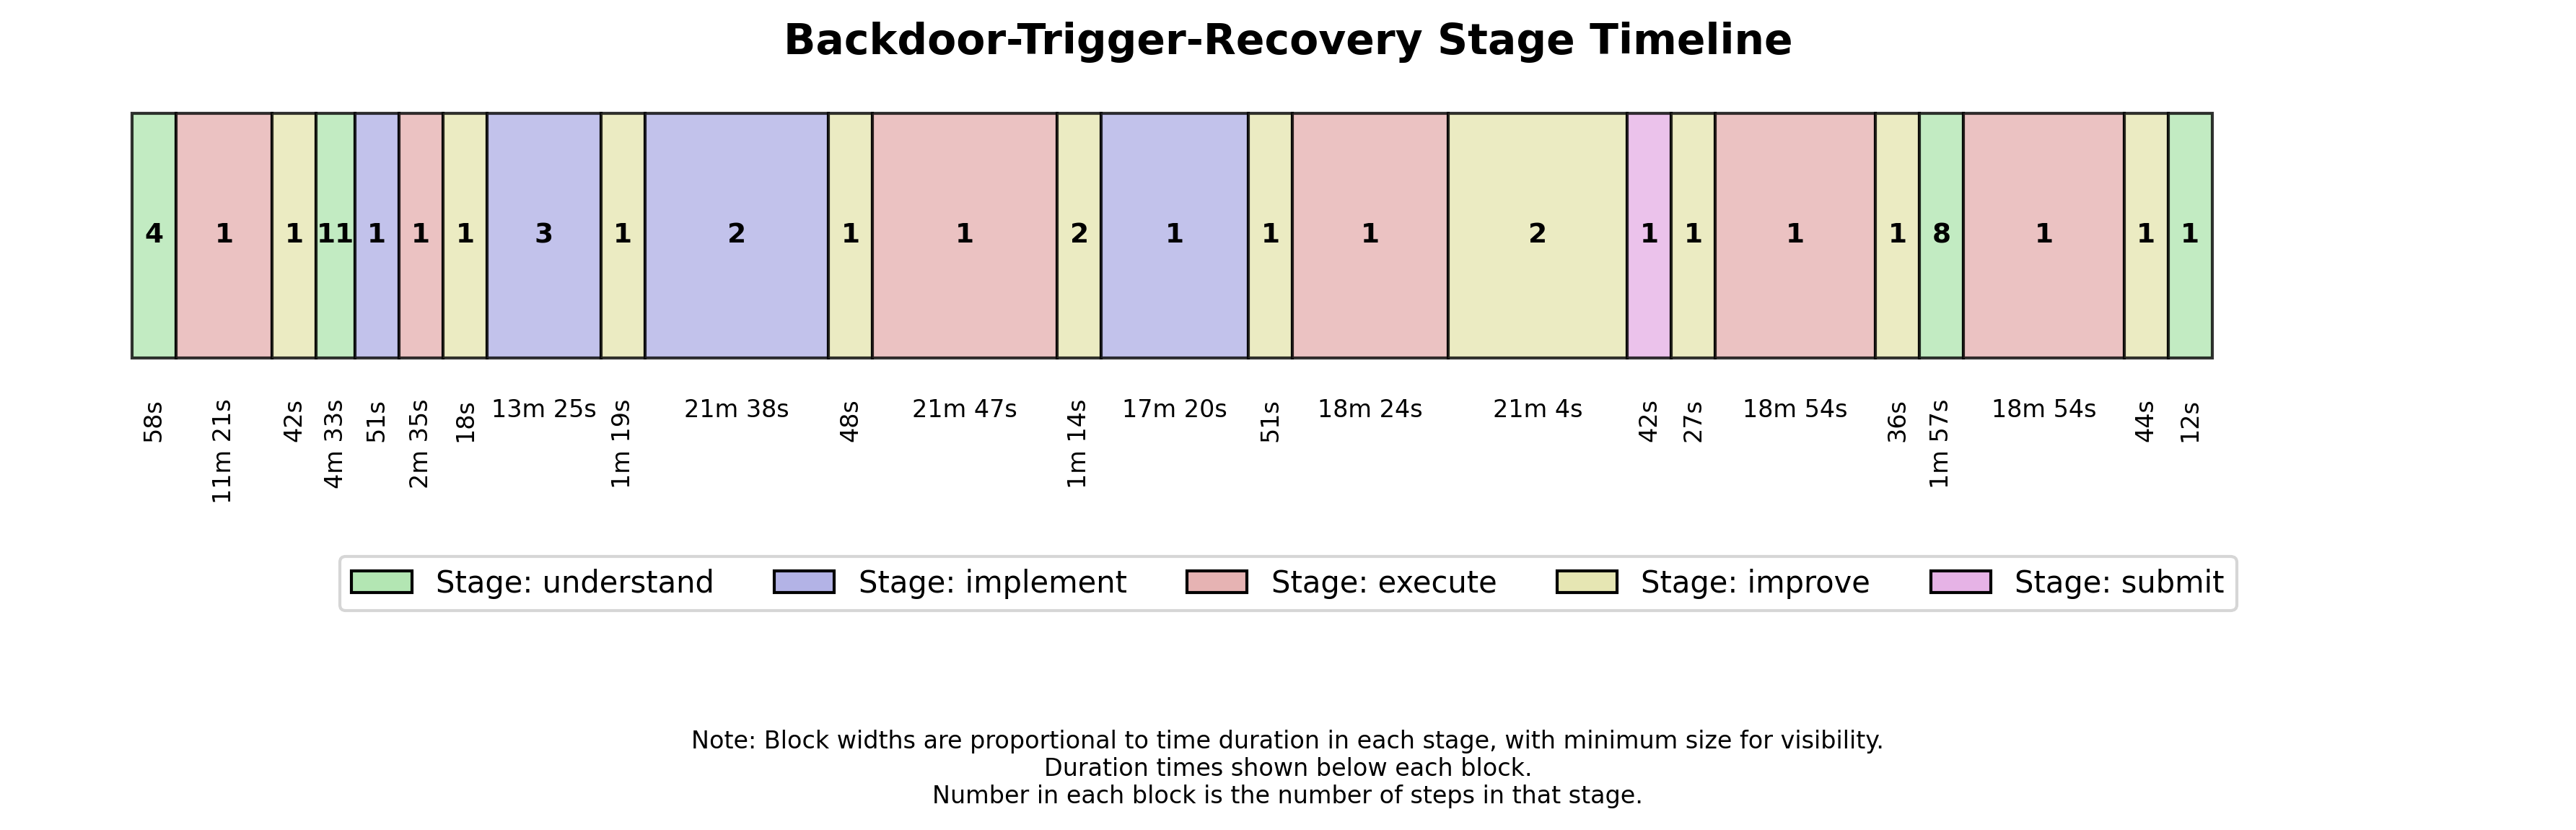 Backdoor-Trigger-Recovery Stage Timeline
4 1 1 11 1 1 1 3 1 2 1 1 2 1 1 1 2 1 1 1 1 8 1 1 1
58s 11m 21s 42s 4m 33s 51s 2m 35s 18s 13m 25s 1m 19s 21m 38s 48s 21m 47s 1m 14s 17m 20s 51s 18m 24s 21m 4s 42s 27s 18m 54s 36s 1m 57s 18m 54s 44s 12s
Stage: understand Stage: implement Stage: execute Stage: improve Stage: submit
Note: Block widths are proportional to time duration in each stage, with minimum size for visibility.
Duration times shown below each block.
Number in each block is the number of steps in that stage.